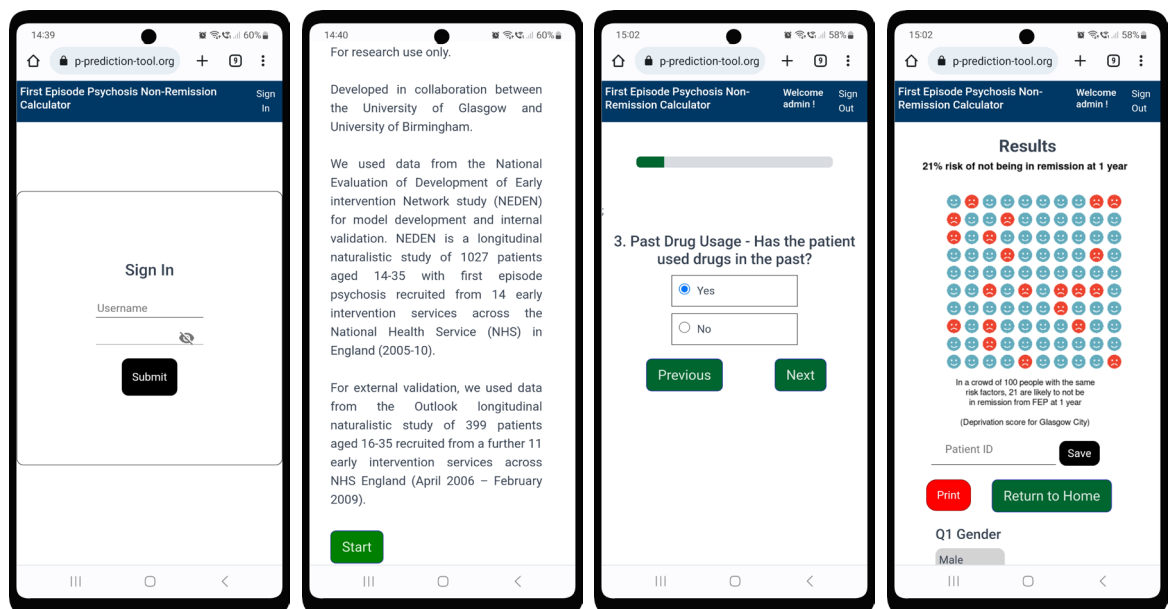 14:39
60%
p-prediction-tool.org
9
First Episode Psychosis Non-Remission
Calculator
Sign
In
Sign In
Username
Submit
14:40
60%
For research use only.
Developed in collaboration between
the University of Glasgow and
University of Birmingham.
We used data from the National
Evaluation of Development of Early
intervention Network study (NEDEN)
for model development and internal
validation. NEDEN is a longitudinal
naturalistic study of 1027 patients
aged 14-35 with first episode
psychosis recruited from 14 early
intervention services across the
National Health Service (NHS) in
England (2005-10).
For external validation, we used data
from the Outlook longitudinal
naturalistic study of 399 patients
aged 16-35 recruited from a further 11
early intervention services across
NHS England (April 2006 – February
2009).
Start
15:02
58%
p-prediction-tool.org
9
First Episode Psychosis Non-
Remission Calculator
Welcome
admin !
Sign
Out
;
3. Past Drug Usage - Has the patient
used drugs in the past?
Yes
No
Previous
Next
15:02
58%
p-prediction-tool.org
9
First Episode Psychosis Non-
Remission Calculator
Welcome
admin !
Sign
Out
Results
21% risk of not being in remission at 1 year
In a crowd of 100 people with the same
risk factors, 21 are likely to not be
in remission from FEP at 1 year
(Deprivation score for Glasgow City)
Patient ID
Save
Print
Return to Home
Q1 Gender
Male